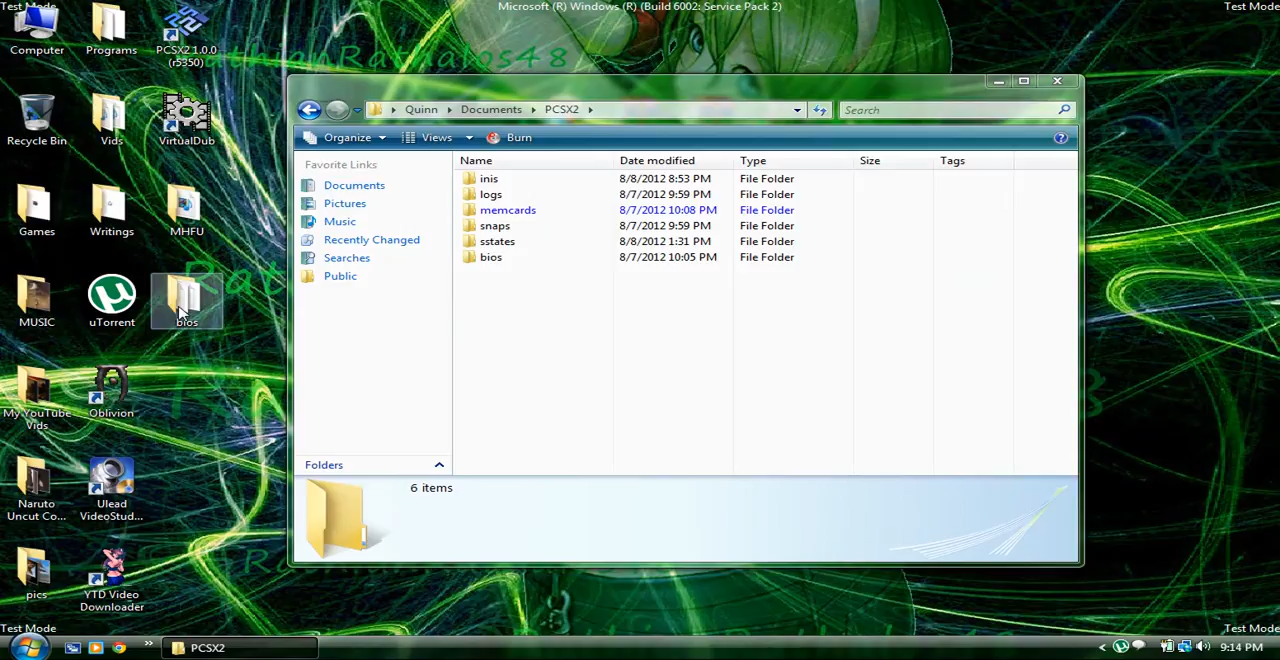 Test Mode
Microsoft (R) Windows (R) (Build 6002: Service Pack 2)
Test Mode
Computer
Programs
PCSX2 1.0.0
(r5350)
Recycle Bin
Vids
VirtualDub
Games
Writings
MHFU
MUSIC
uTorrent
bios
My YouTube
Vids
Oblivion
Naruto
Uncut Co...
Ulead
VideoStud...
pics
YTD Video
Downloader
Quinn
Documents
PCSX2
Search
Organize
Views
Burn
Favorite Links
Documents
Pictures
Music
Recently Changed
Searches
Public
Folders
Name Date modified Type Size Tags
inis 8/8/2012 8:53 PM File Folder
logs 8/7/2012 9:59 PM File Folder
memcards 8/7/2012 10:08 PM File Folder
snaps 8/7/2012 9:59 PM File Folder
sstates 8/8/2012 1:31 PM File Folder
bios 8/7/2012 10:05 PM File Folder
6 items
Test Mode
Test Mode
PCSX2
9:14 PM